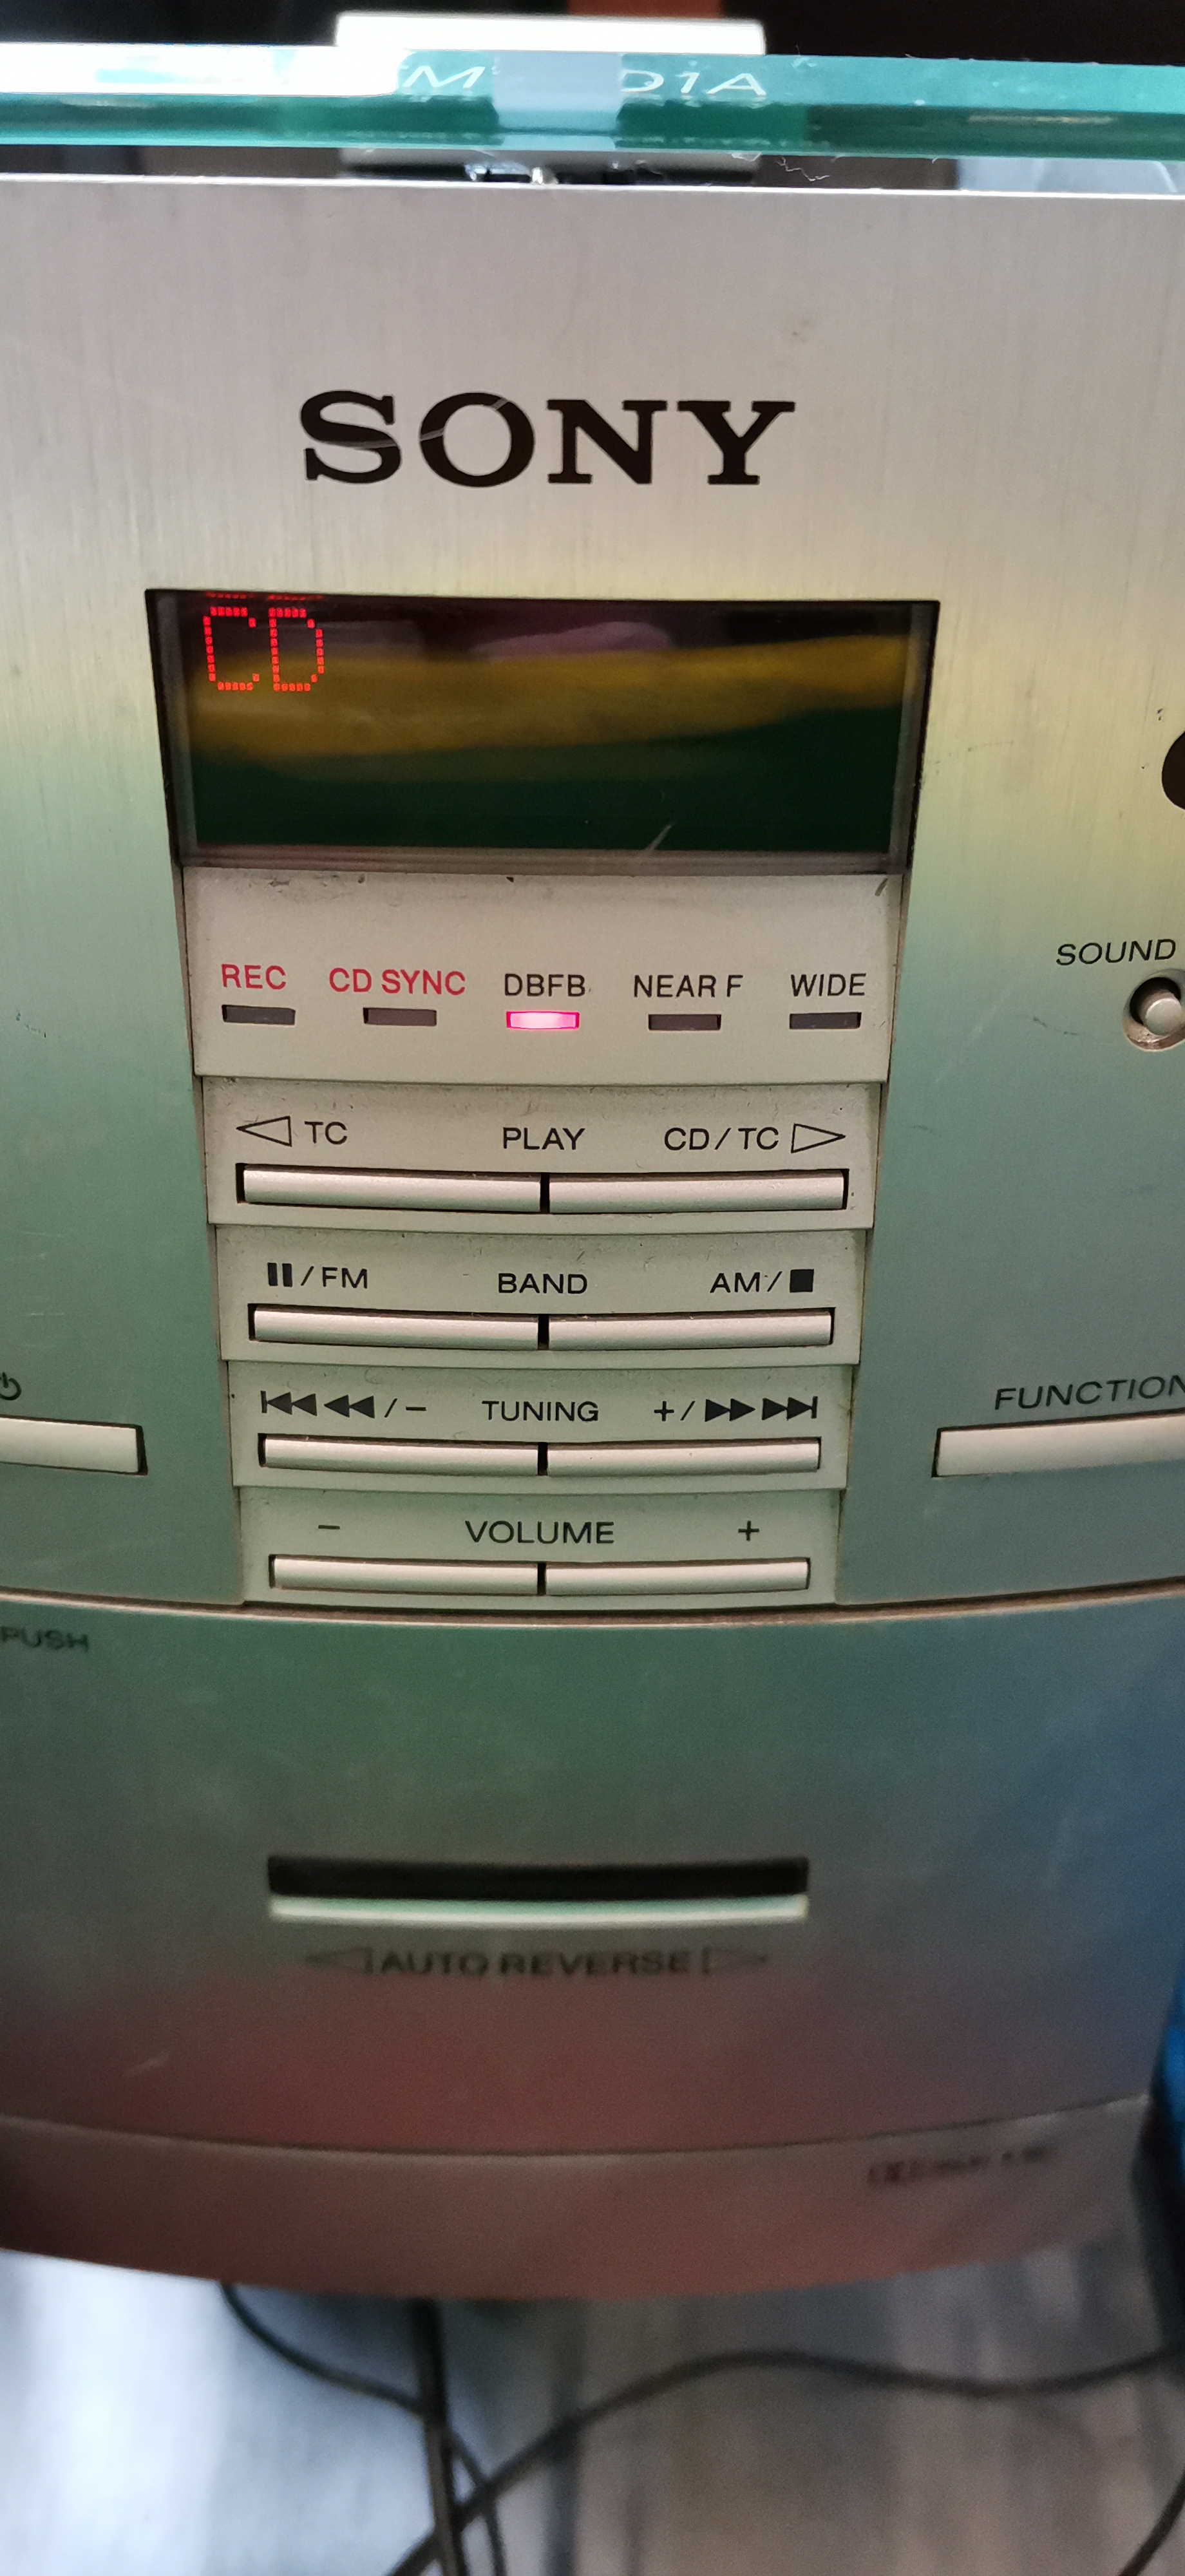 SONY
CD
REC CD SYNC DBFB NEAR F WIDE
SOUND
◁ TC PLAY CD/TC ▷
⏸/FM BAND AM/■
⏮◀◀/− TUNING +/▶▶⏭
FUNCTION
− VOLUME +
PUSH
◁ AUTO REVERSE ▷